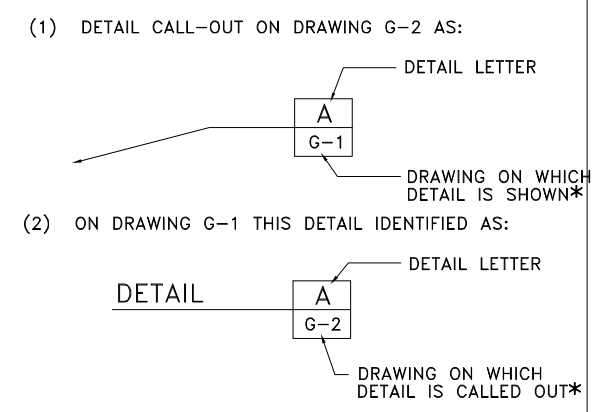 (1) DETAIL CALL-OUT ON DRAWING G-2 AS:
DETAIL LETTER
A
G-1
DRAWING ON WHICH
DETAIL IS SHOWN*
(2) ON DRAWING G-1 THIS DETAIL IDENTIFIED AS:
DETAIL LETTER
DETAIL A
G-2
DRAWING ON WHICH
DETAIL IS CALLED OUT*